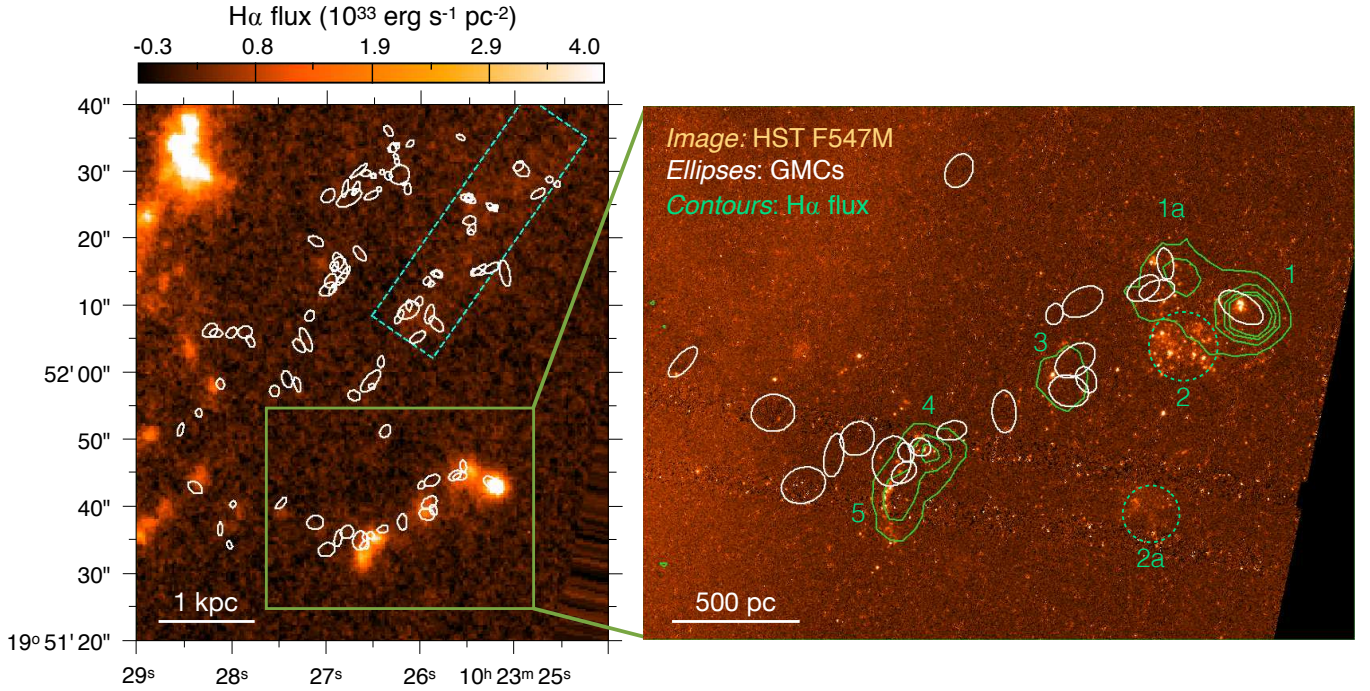 Hα flux (10³³ erg s⁻¹ pc⁻²)
-0.3 0.8 1.9 2.9 4.0
40"
30"
20"
10"
52' 00"
50"
40"
30"
19° 51' 20"
1 kpc
29ˢ 28ˢ 27ˢ 26ˢ 10ʰ 23ᵐ 25ˢ
Image: HST F547M
Ellipses: GMCs
Contours: Hα flux
1a
1
3
2
4
5
2a
500 pc